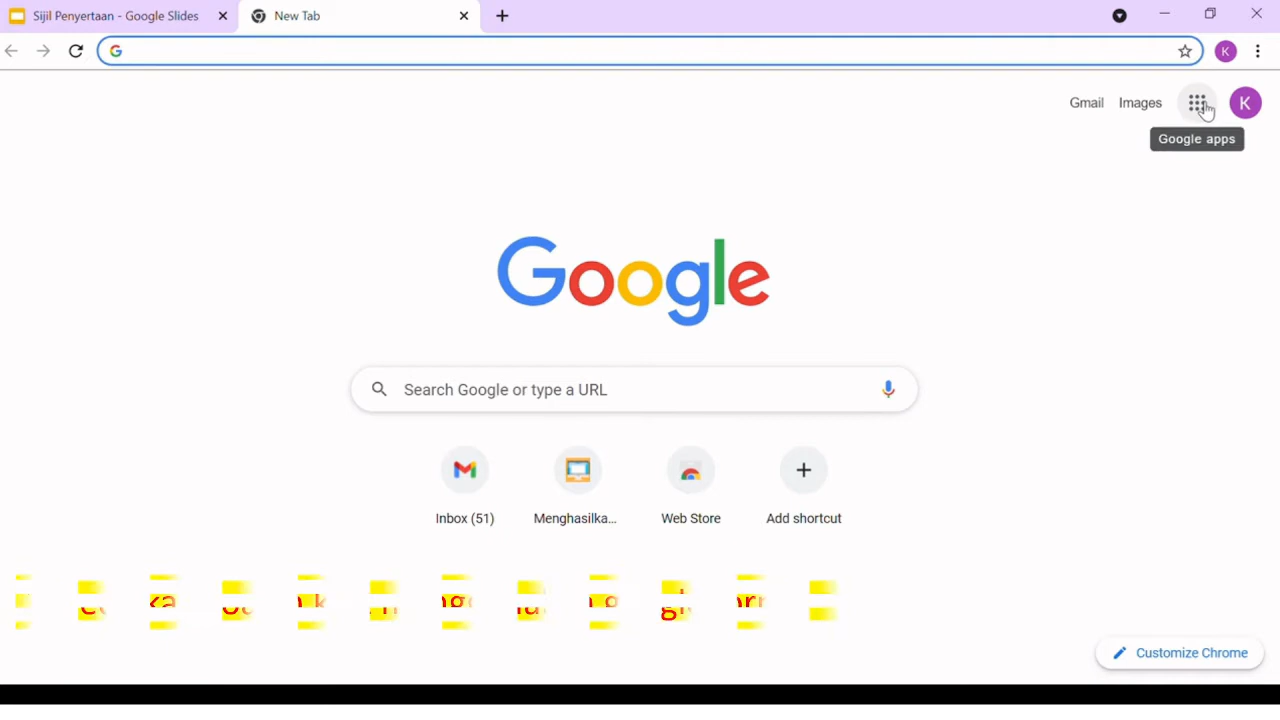 Sijil Penyertaan - Google Slides
New Tab
K
Gmail Images K
Google apps
Google
Search Google or type a URL
Inbox (51) Menghasilka... Web Store Add shortcut
Customize Chrome